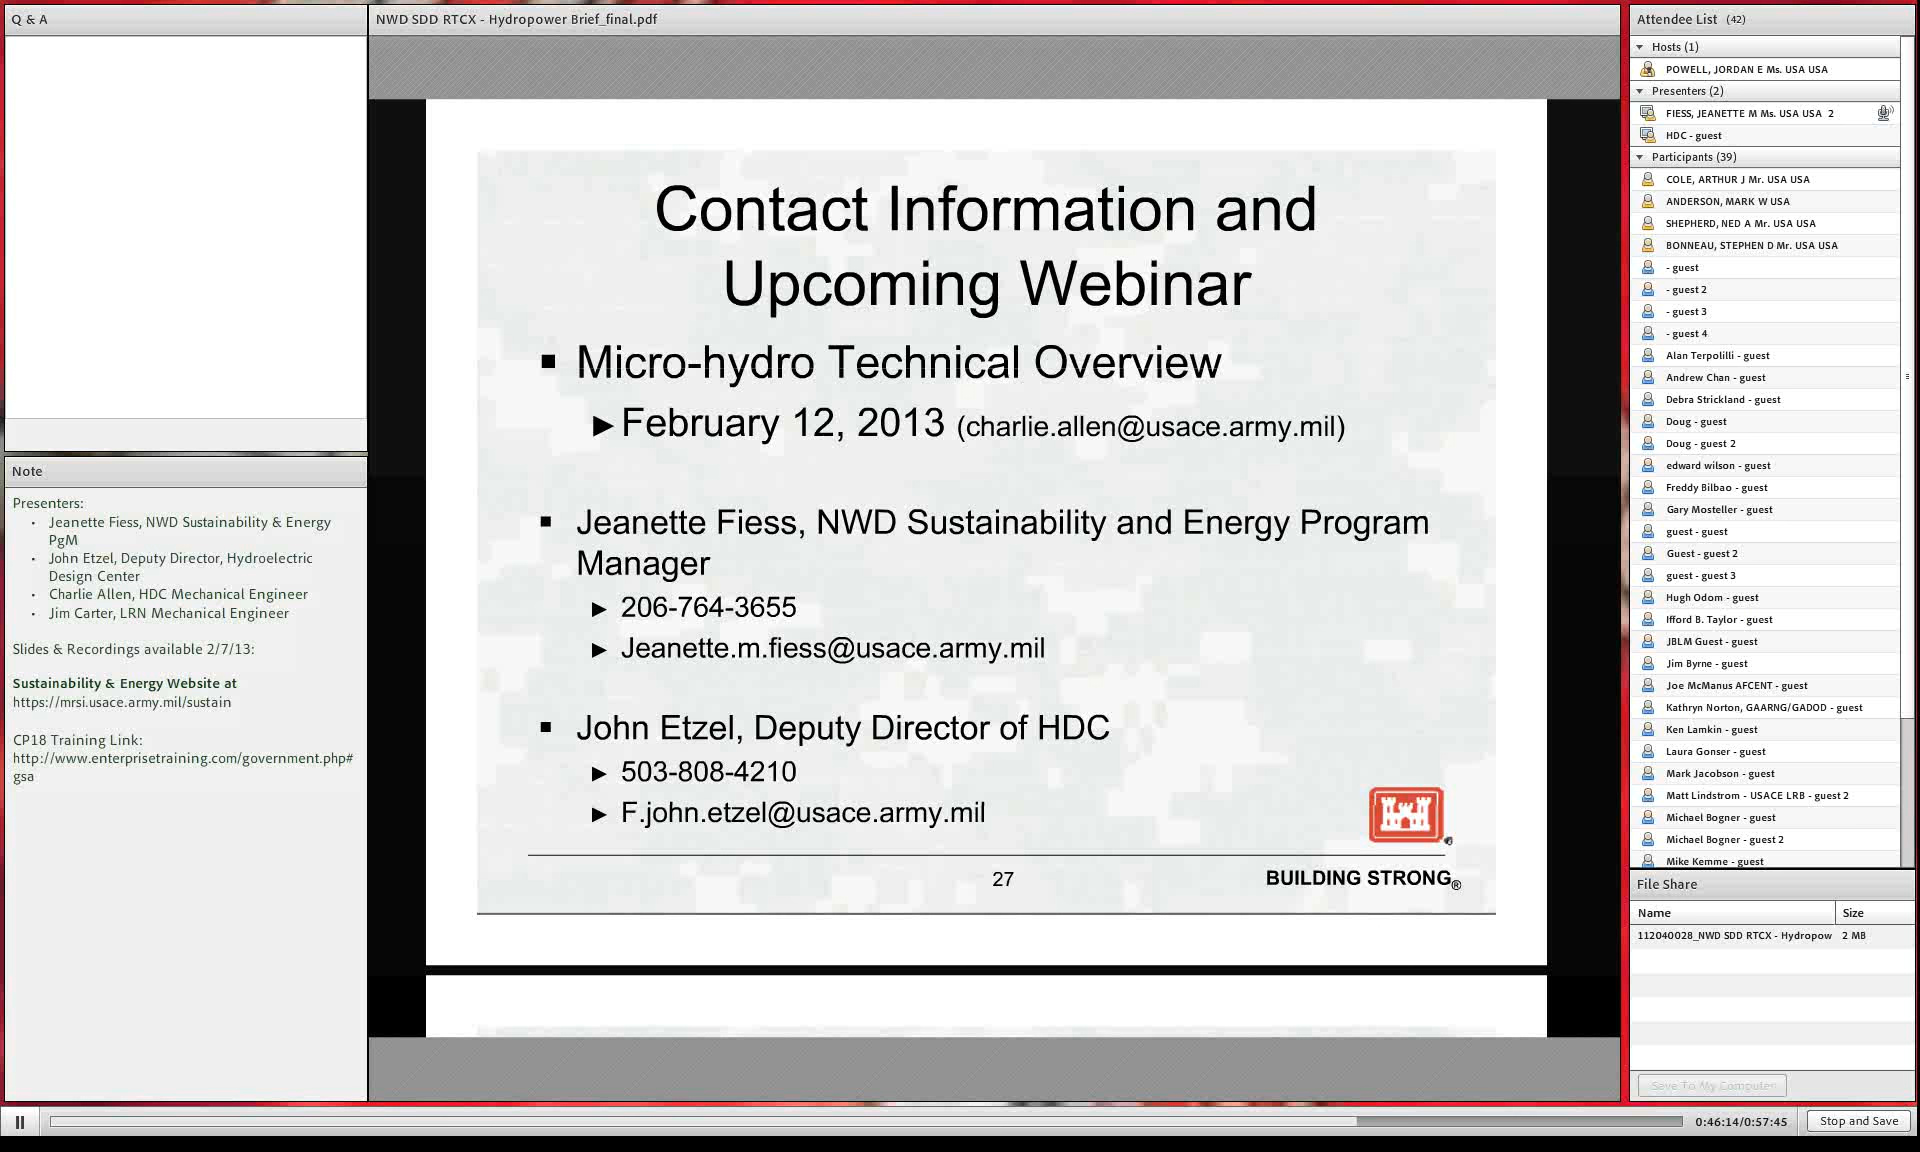 Q & A
NWD SDD RTCX - Hydropower Brief_final.pdf
Contact Information and
Upcoming Webinar
▪ Micro-hydro Technical Overview
►February 12, 2013 (charlie.allen@usace.army.mil)
▪ Jeanette Fiess, NWD Sustainability and Energy Program
Manager
► 206-764-3655
► Jeanette.m.fiess@usace.army.mil
▪ John Etzel, Deputy Director of HDC
► 503-808-4210
► F.john.etzel@usace.army.mil
27
BUILDING STRONG®
Note
Presenters:
• Jeanette Fiess, NWD Sustainability & Energy
PgM
• John Etzel, Deputy Director, Hydroelectric
Design Center
• Charlie Allen, HDC Mechanical Engineer
• Jim Carter, LRN Mechanical Engineer
Slides & Recordings available 2/7/13:
Sustainability & Energy Website at
https://mrsi.usace.army.mil/sustain
CP18 Training Link:
http://www.enterprisetraining.com/government.php#
gsa
Attendee List (42)
Hosts (1)
POWELL, JORDAN E Ms. USA USA
Presenters (2)
FIESS, JEANETTE M Ms. USA USA 2
HDC - guest
Participants (39)
COLE, ARTHUR J Mr. USA USA
ANDERSON, MARK W USA
SHEPHERD, NED A Mr. USA USA
BONNEAU, STEPHEN D Mr. USA USA
- guest
- guest 2
- guest 3
- guest 4
Alan Terpolilli - guest
Andrew Chan - guest
Debra Strickland - guest
Doug - guest
Doug - guest 2
edward wilson - guest
Freddy Bilbao - guest
Gary Mosteller - guest
guest - guest
Guest - guest 2
guest - guest 3
Hugh Odom - guest
Ifford B. Taylor - guest
JBLM Guest - guest
Jim Byrne - guest
Joe McManus AFCENT - guest
Kathryn Norton, GAARNG/GADOD - guest
Ken Lamkin - guest
Laura Gonser - guest
Mark Jacobson - guest
Matt Lindstrom - USACE LRB - guest 2
Michael Bogner - guest
Michael Bogner - guest 2
Mike Kemme - guest
File Share
Name Size
112040028_NWD SDD RTCX - Hydropow 2 MB
Save To My Computer
0:46:14/0:57:45
Stop and Save